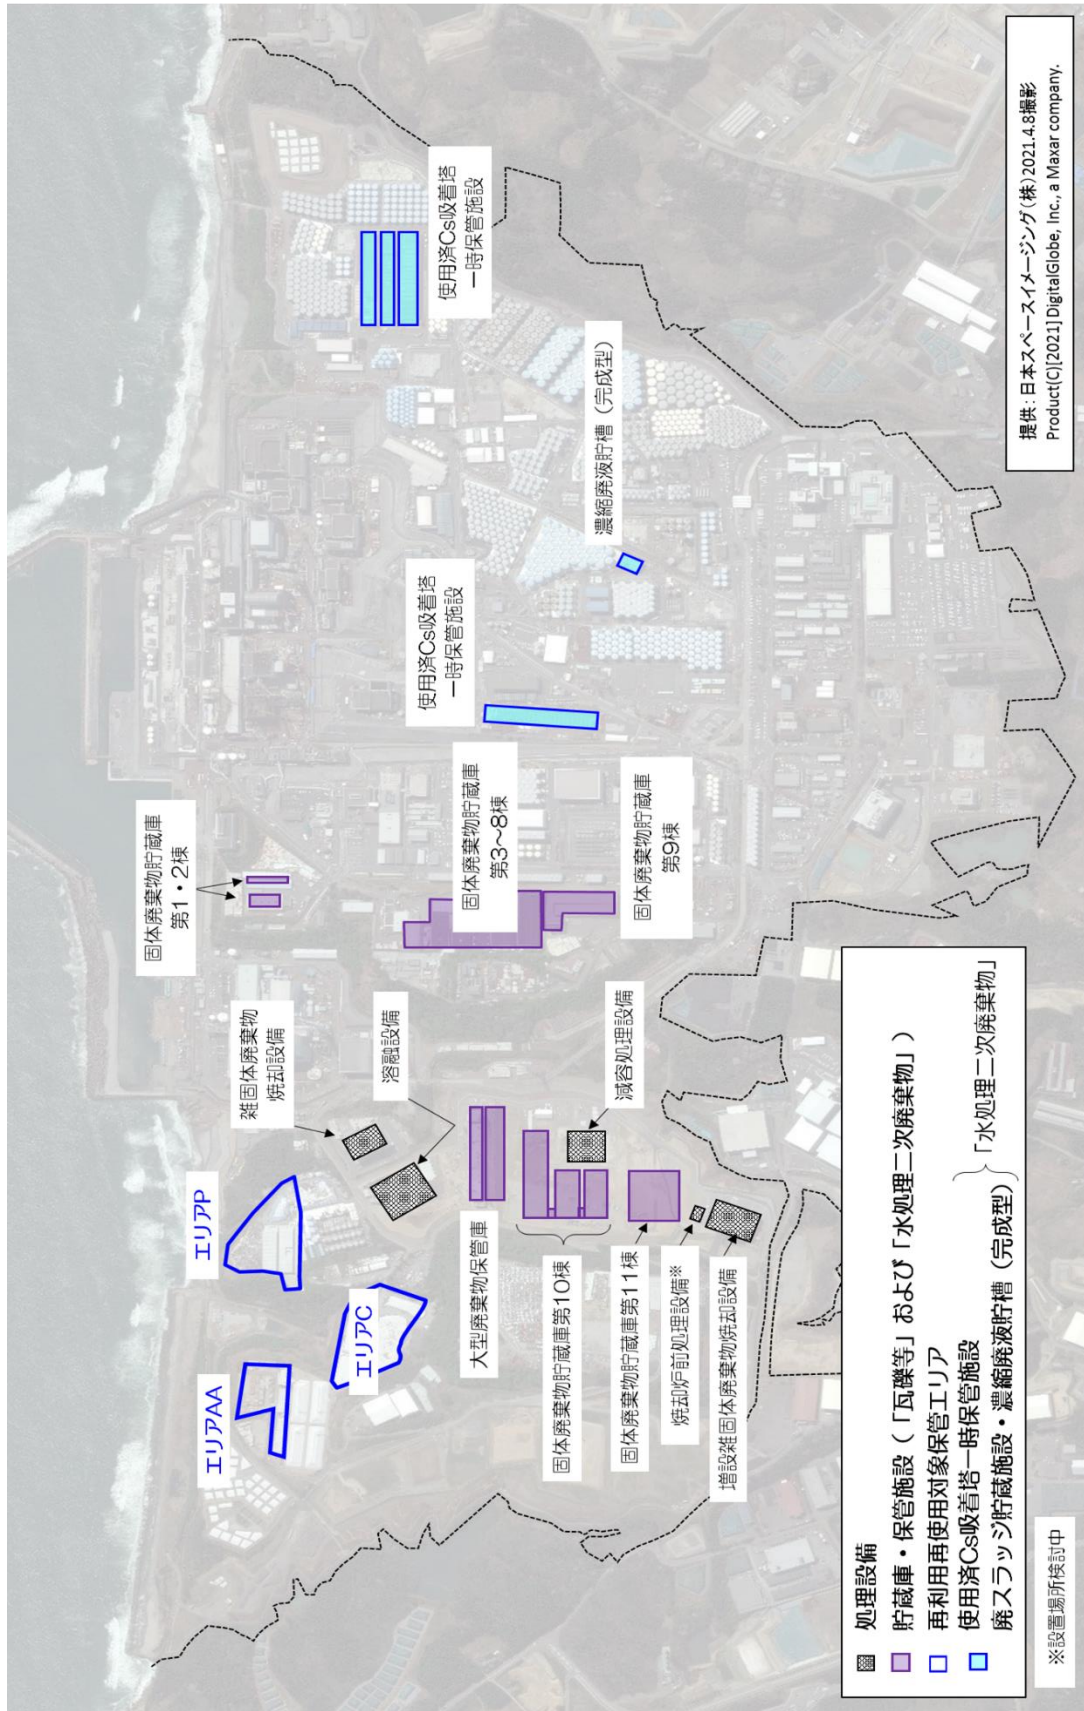 エリアAA
エリアP
エリアC
雑固体廃棄物
焼却設備
溶融設備
固体廃棄物貯蔵庫
第1・2棟
使用済Cs吸着塔
一時保管施設
使用済Cs吸着塔
一時保管施設
濃縮廃液貯槽（完成型）
固体廃棄物貯蔵庫
第3～8棟
固体廃棄物貯蔵庫
第9棟
大型廃棄物保管庫
固体廃棄物貯蔵庫第10棟
減容処理設備
固体廃棄物貯蔵庫第11棟
焼却炉前処理設備※
増設雑固体廃棄物焼却設備
処理設備
貯蔵庫・保管施設（「瓦礫等」および「水処理二次廃棄物」）
再利用再使用対象保管エリア
使用済Cs吸着塔一時保管施設
廃スラッジ貯蔵施設・濃縮廃液貯槽（完成型）
「水処理二次廃棄物」
※設置場所検討中
提供：日本スペースイメージング（株）2021.4.8撮影
Product(C)[2021]DigitalGlobe, Inc., a Maxar company.